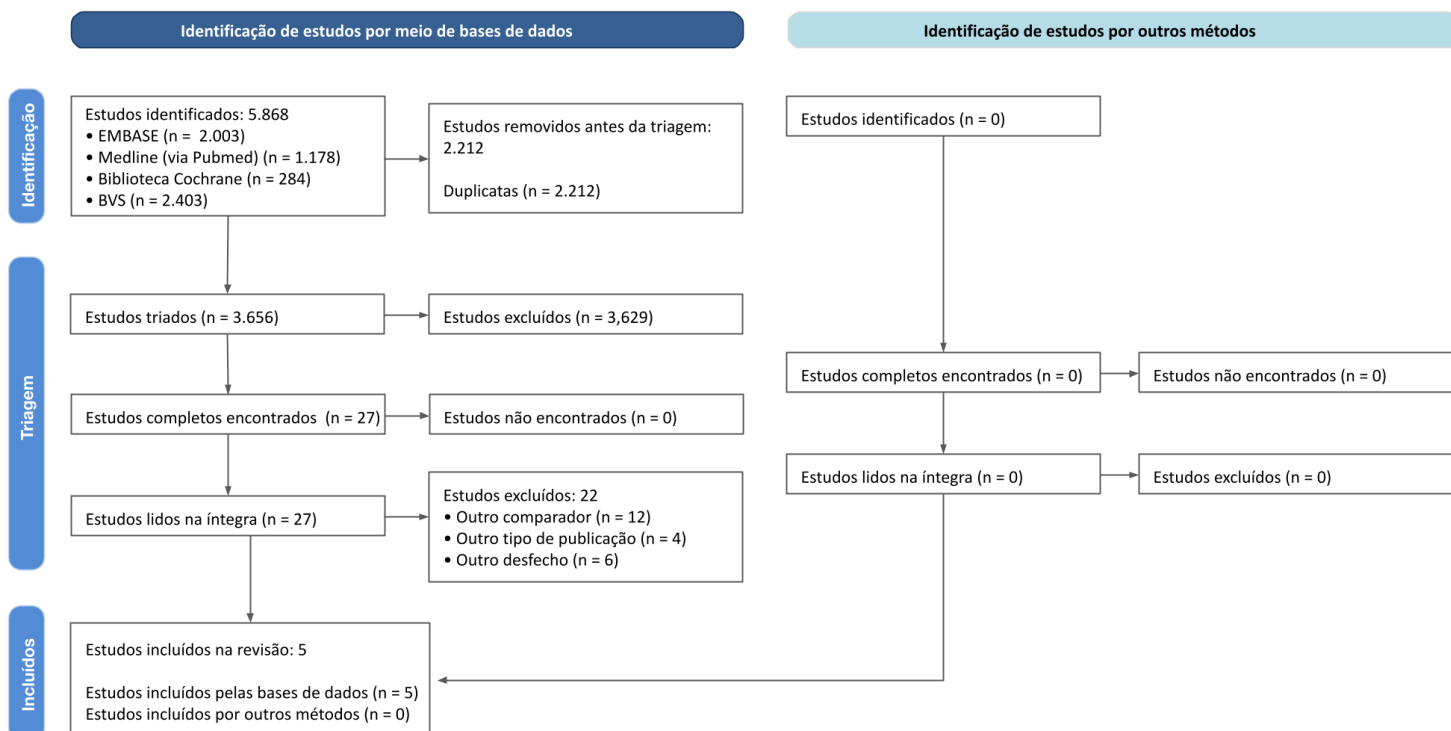 Identificação de estudos por meio de bases de dados
Identificação de estudos por outros métodos
Identificação
Estudos identificados: 5.868
• EMBASE (n =  2.003)
• Medline (via Pubmed) (n = 1.178)
• Biblioteca Cochrane (n = 284)
• BVS (n = 2.403)
Estudos removidos antes da triagem:
2.212
Duplicatas (n = 2.212)
Estudos identificados (n = 0)
Triagem
Estudos triados (n = 3.656)
Estudos excluídos (n = 3,629)
Estudos completos encontrados  (n = 27)
Estudos não encontrados (n = 0)
Estudos completos encontrados (n = 0)
Estudos não encontrados (n = 0)
Estudos lidos na íntegra (n = 27)
Estudos excluídos: 22
• Outro comparador (n = 12)
• Outro tipo de publicação (n = 4)
• Outro desfecho (n = 6)
Estudos lidos na íntegra (n = 0)
Estudos excluídos (n = 0)
Incluídos
Estudos incluídos na revisão: 5
Estudos incluídos pelas bases de dados (n = 5)
Estudos incluídos por outros métodos (n = 0)